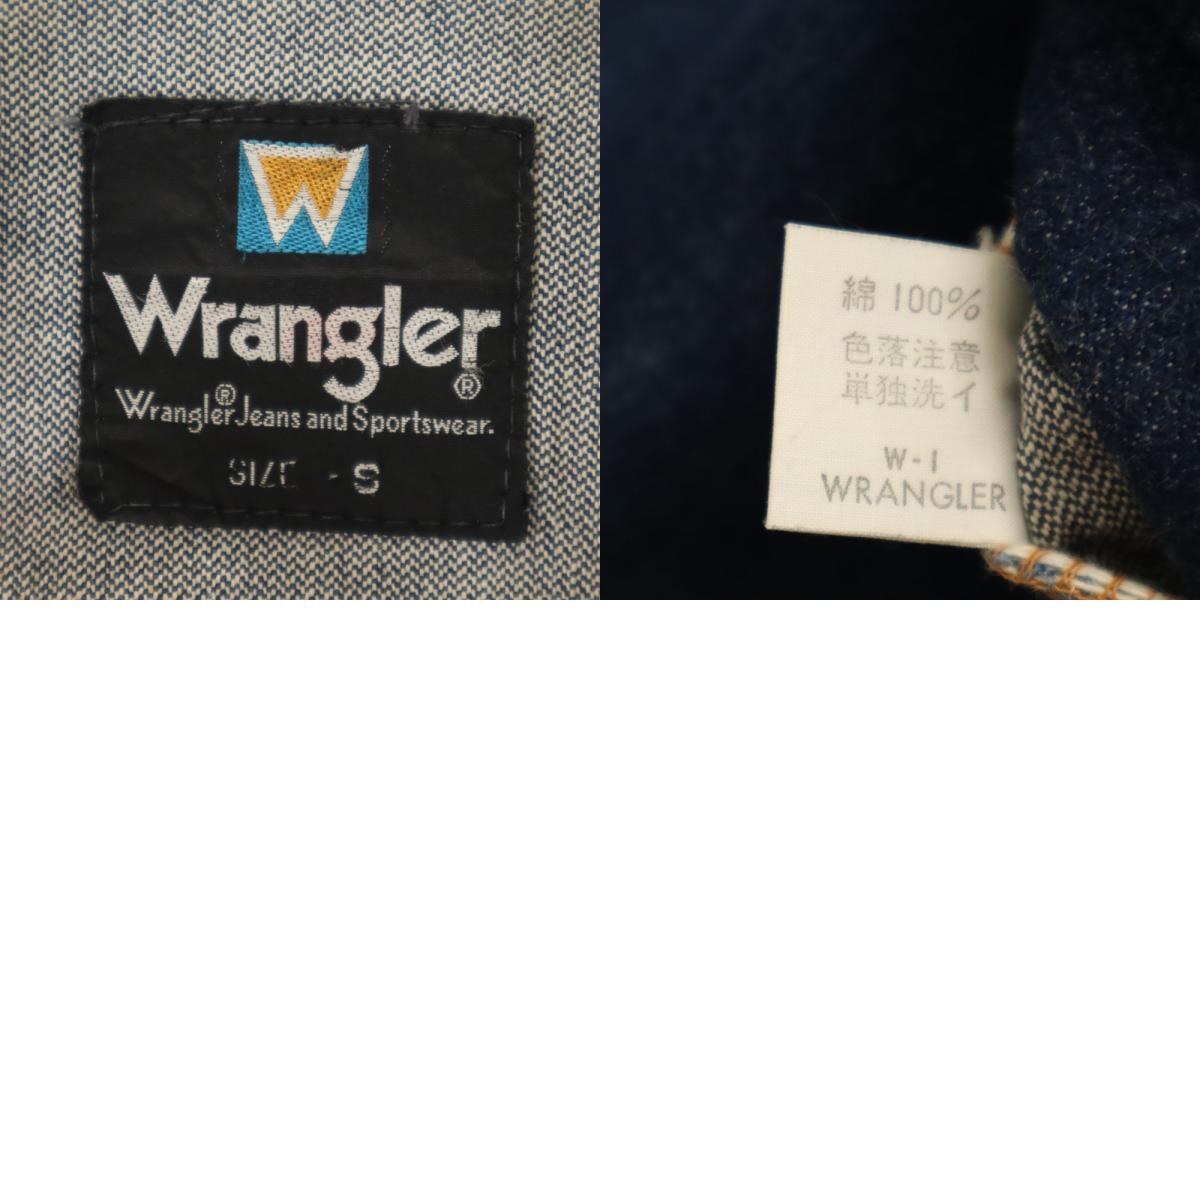 W
Wrangler®
Wrangler® Jeans and Sportswear.
SIZE - S
綿 100%
色落注意
単独洗イ
W-1
WRANGLER